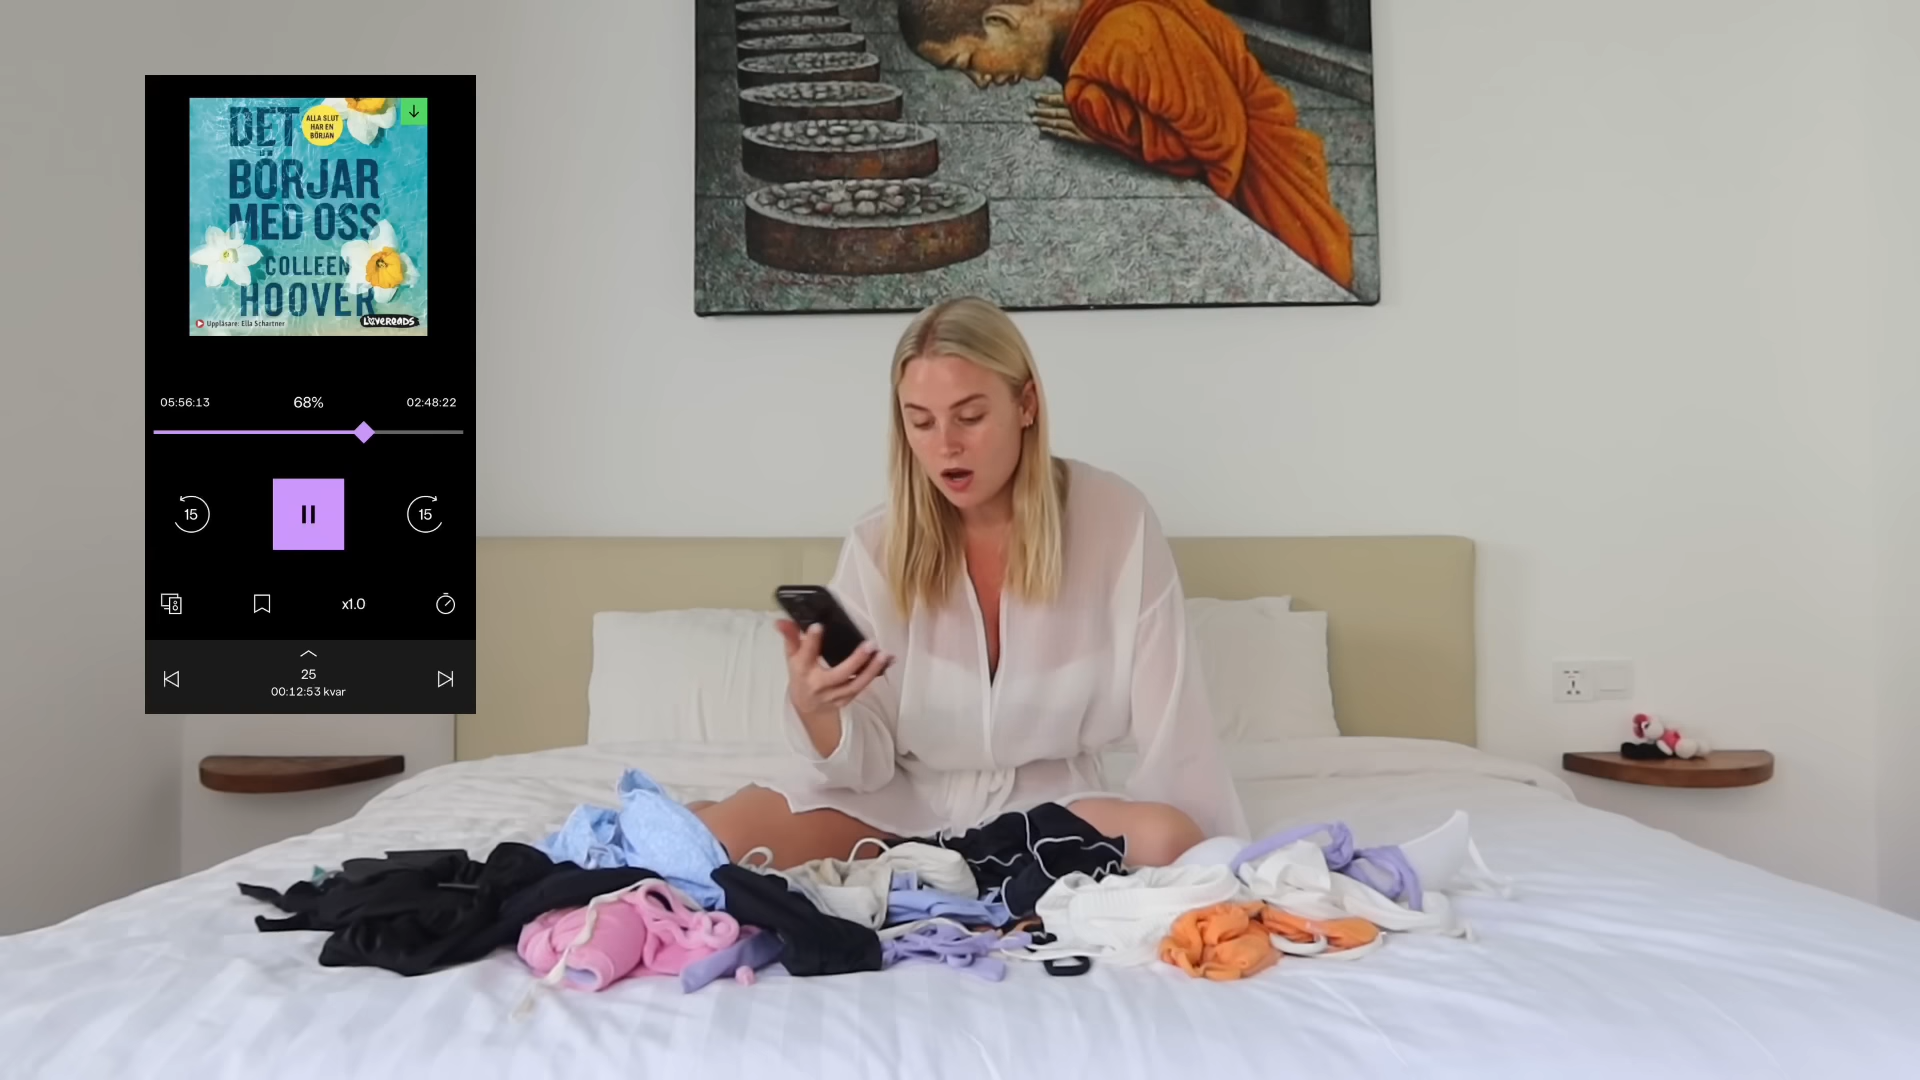 DET
ALLA SLUT
HAR EN
BÖRJAN
BÖRJAR
MED OSS
COLLEEN
HOOVER
Uppläsare: Ella Schartner
LOVEREADS
05:56:13 68% 02:48:22
15 15
x1.0
25
00:12:53 kvar